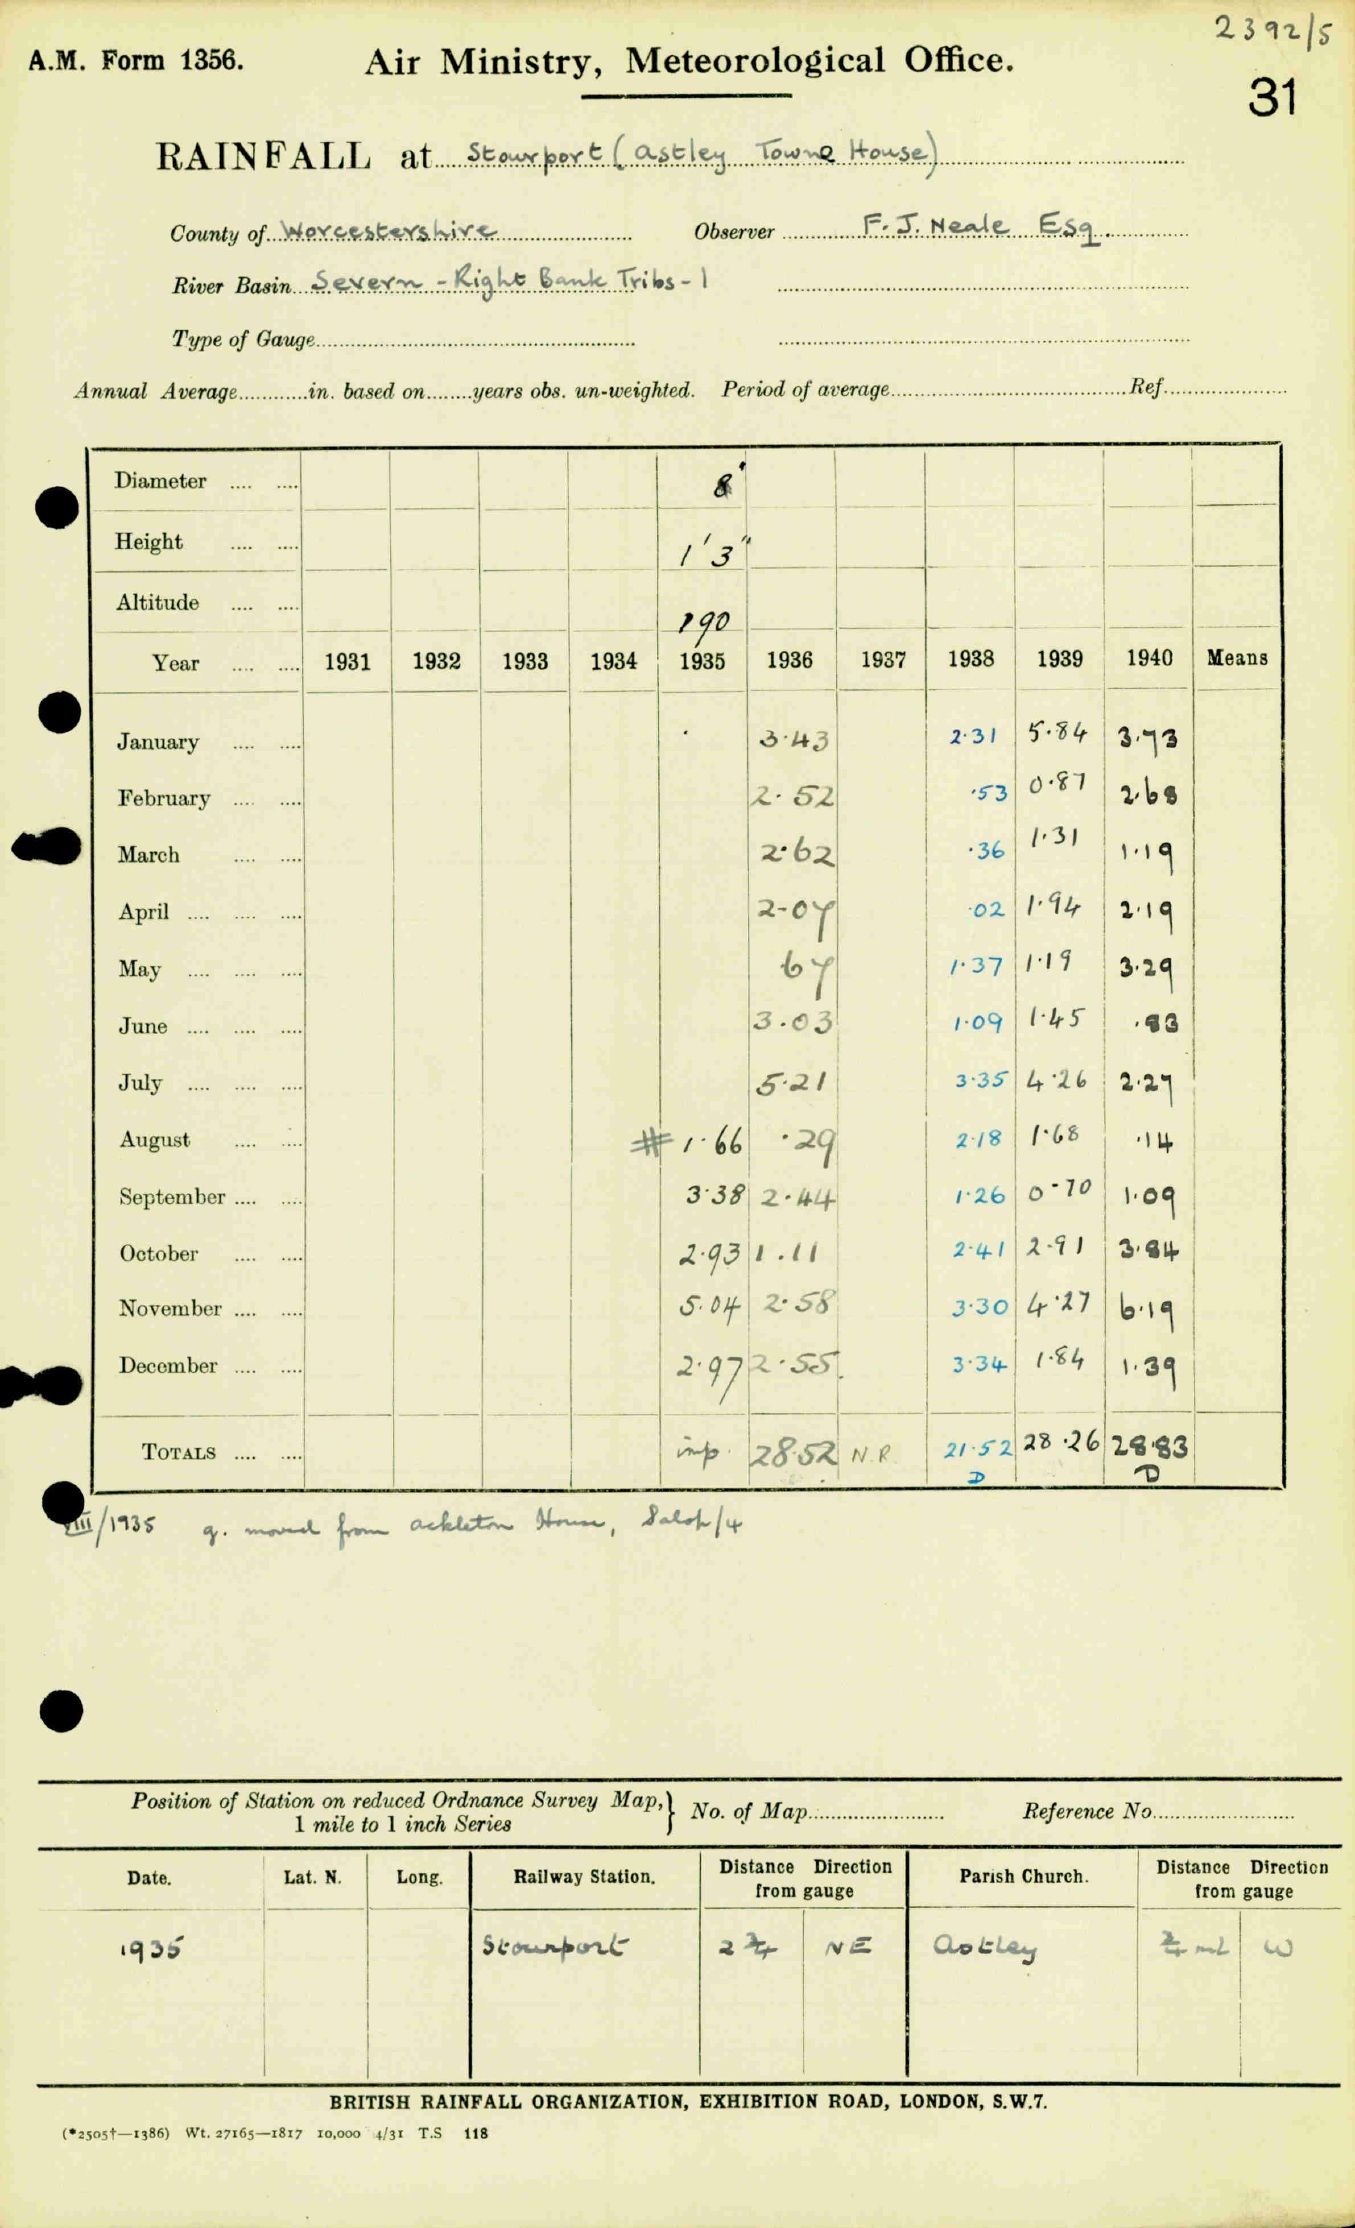 2392/5
A.M. Form 1356. Air Ministry, Meteorological Office.
31
RAINFALL at Stourport (Astley Towne House)
County of Worcestershire Observer F. J. Neale Esq.
River Basin Severn - Right Bank Tribs - 1
Type of Gauge
Annual Average in. based on years obs. un-weighted. Period of average Ref.
Diameter 8"
Height 1' 3"
Altitude 190
Year 1931 1932 1933 1934 1935 1936 1937 1938 1939 1940 Means
January 3.43 2.31 5.84 3.73
February 2.52 .53 0.87 2.68
March 2.62 .36 1.31 1.19
April 2.07 .02 1.94 2.19
May 67 1.37 1.19 3.29
June 3.03 1.09 1.45 .83
July 5.21 3.35 4.26 2.27
August # 1.66 .29 2.18 1.68 .14
September 3.38 2.44 1.26 0.70 1.09
October 2.93 1.11 2.41 2.91 3.84
November 5.04 2.58 3.30 4.27 6.19
December 2.97 2.55. 3.34 1.84 1.39
TOTALS imp. 28.52 N.R 21.52 28.26 28.83
D D
VIII/1935 g. moved from Ackleton House, Salop/4
Position of Station on reduced Ordnance Survey Map, } No. of Map Reference No.
1 mile to 1 inch Series
Date. Lat. N. Long. Railway Station. Distance Direction from gauge Parish Church. Distance Direction from gauge
1935 Stourport 2 3/4 NE Astley 3/4 ml W
BRITISH RAINFALL ORGANIZATION, EXHIBITION ROAD, LONDON, S.W.7.
(*2505†—1386) Wt. 27165—1817 10,000 4/31 T.S 118